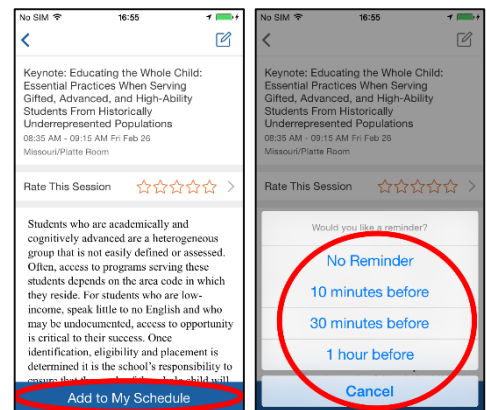 No SIM 16:55
Keynote: Educating the Whole Child:
Essential Practices When Serving
Gifted, Advanced, and High-Ability
Students From Historically
Underrepresented Populations
08:35 AM - 09:15 AM Fri Feb 26
Missouri/Platte Room
Rate This Session
Students who are academically and
cognitively advanced are a heterogeneous
group that is not easily defined or assessed.
Often, access to programs serving these
students depends on the area code in which
they reside. For students who are low-
income, speak little to no English and who
may be undocumented, access to opportunity
is critical to their success. Once
identification, eligibility and placement is
determined it is the school's responsibility to
Add to My Schedule
No SIM 16:55
Keynote: Educating the Whole Child:
Essential Practices When Serving
Gifted, Advanced, and High-Ability
Students From Historically
Underrepresented Populations
08:35 AM - 09:15 AM Fri Feb 26
Missouri/Platte Room
Rate This Session
Would you like a reminder?
No Reminder
10 minutes before
30 minutes before
1 hour before
Cancel